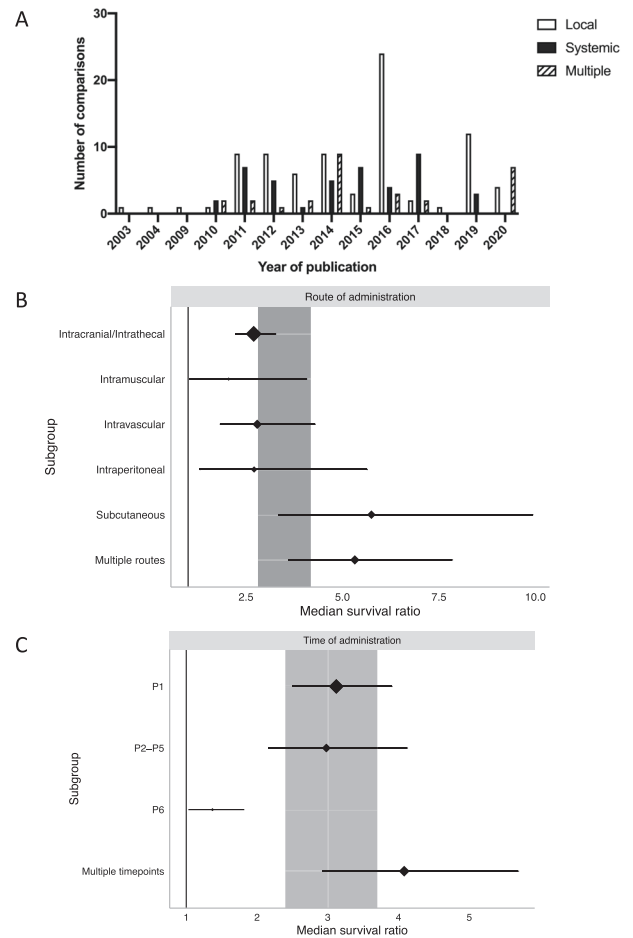 A
30
20
10
0
Number of comparisons
Local
Systemic
Multiple
2003 2004 2009 2010 2011 2012 2013 2014 2015 2016 2017 2018 2019 2020
Year of publication
B
Route of administration
Subgroup
Intracranial/Intrathecal
Intramuscular
Intravascular
Intraperitoneal
Subcutaneous
Multiple routes
2.5 5.0 7.5 10.0
Median survival ratio
C
Time of administration
Subgroup
P1
P2–P5
P6
Multiple timepoints
1 2 3 4 5
Median survival ratio